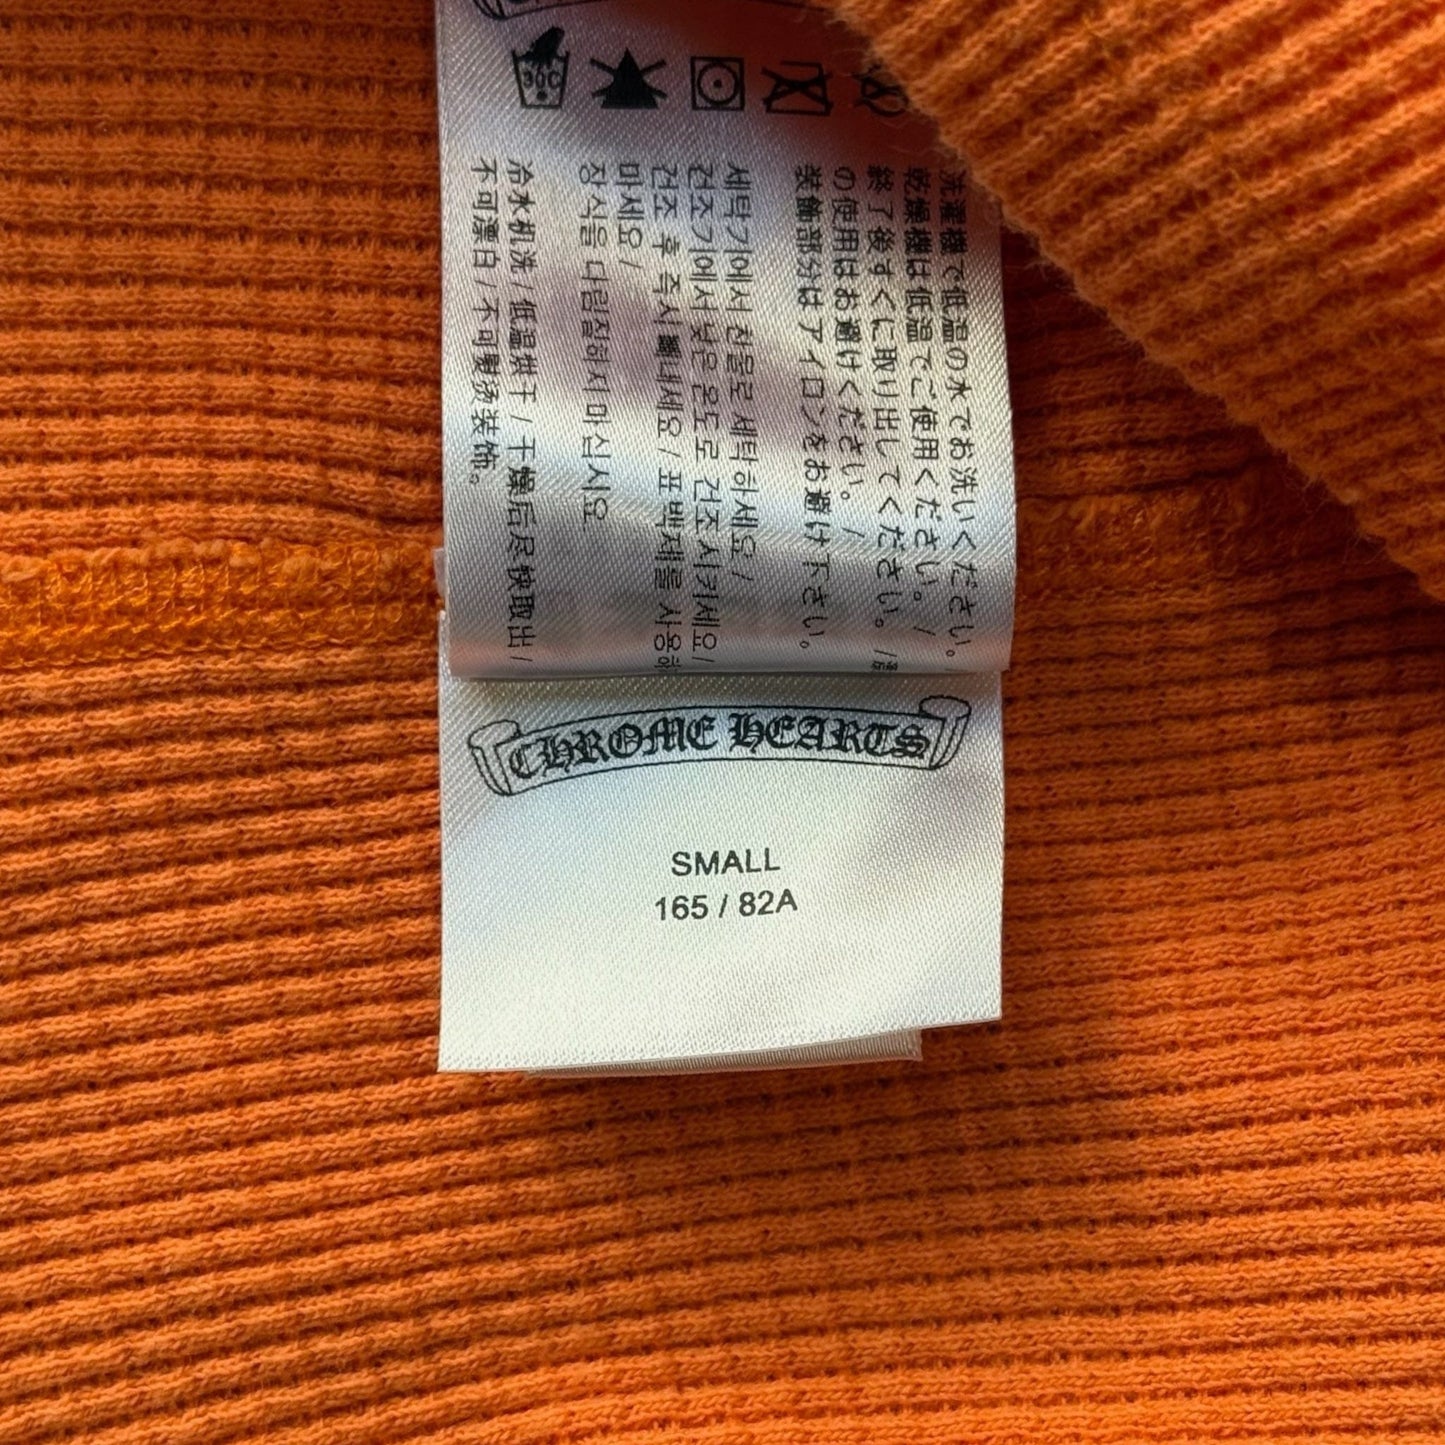 30C
洗濯機で低温の水でお洗いください。/
乾燥機は低温でご使用ください。/
終了後すぐに取り出してください。/
の使用はお避けください。/
装飾部分はアイロンをお避け下さい。
세탁기에서 찬물로 세탁하세요 /
건조기에서 낮은 온도로 건조시키세요 /
건조 후 즉시 빼내세요 / 표백제를 사용하
마세요 /
장식을 다림질하지 마십시요
冷水机洗 / 低温烘干 / 干燥后尽快取出 /
不可漂白 / 不可熨烫装饰。
CHROME HEARTS
SMALL
165 / 82A